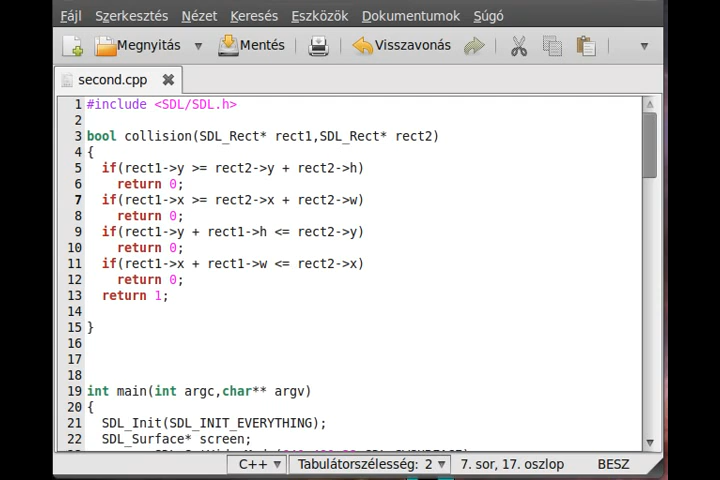 Fájl Szerkesztés Nézet Keresés Eszközök Dokumentumok Súgó
Megnyitás Mentés Visszavonás
second.cpp
1 #include <SDL/SDL.h>
2
3 bool collision(SDL_Rect* rect1,SDL_Rect* rect2)
4 {
5 if(rect1->y >= rect2->y + rect2->h)
6 return 0;
7 if(rect1->x >= rect2->x + rect2->w)
8 return 0;
9 if(rect1->y + rect1->h <= rect2->y)
10 return 0;
11 if(rect1->x + rect1->w <= rect2->x)
12 return 0;
13 return 1;
14
15 }
16
17
18
19 int main(int argc,char** argv)
20 {
21 SDL_Init(SDL_INIT_EVERYTHING);
22 SDL_Surface* screen;
C++ Tabulátorszélesség: 2 7. sor, 17. oszlop BESZ